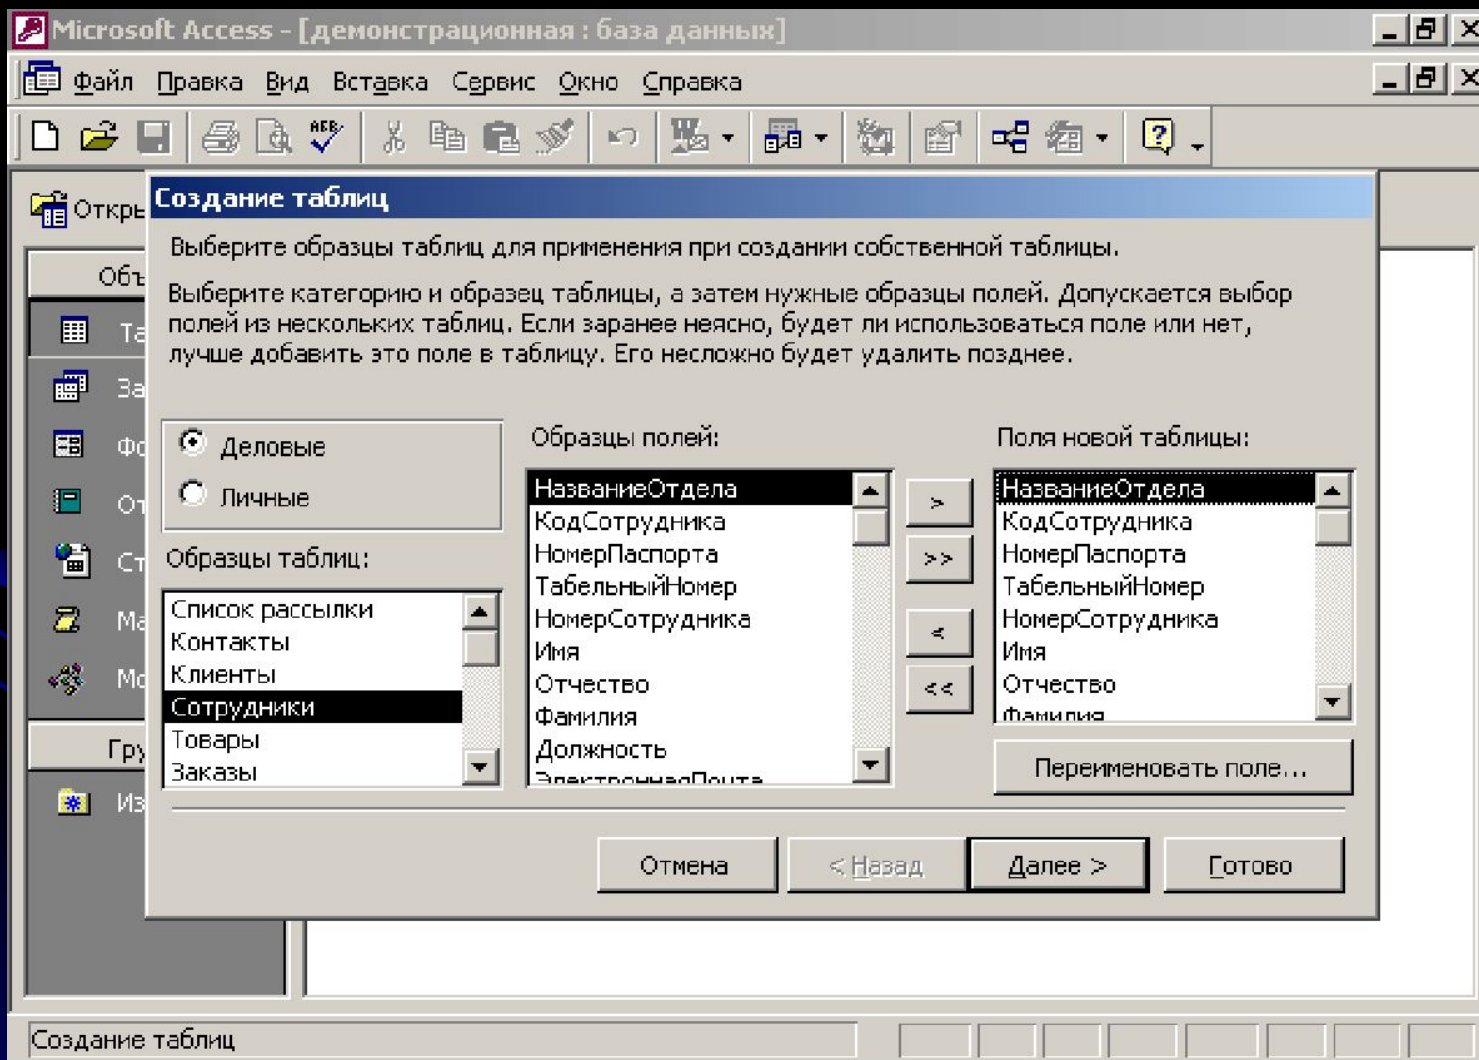 Microsoft Access - [демонстрационная : база данных]
Файл Правка Вид Вставка Сервис Окно Справка
Создание таблиц
Выберите образцы таблиц для применения при создании собственной таблицы.
Выберите категорию и образец таблицы, а затем нужные образцы полей. Допускается выбор
полей из нескольких таблиц. Если заранее неясно, будет ли использоваться поле или нет,
лучше добавить это поле в таблицу. Его несложно будет удалить позднее.
Деловые
Личные
Образцы таблиц:
Список рассылки
Контакты
Клиенты
Сотрудники
Товары
Заказы
Образцы полей:
НазваниеОтдела
КодСотрудника
НомерПаспорта
ТабельныйНомер
НомерСотрудника
Имя
Отчество
Фамилия
Должность
ЭлектроннаяПочта
>
>>
<
<<
Поля новой таблицы:
НазваниеОтдела
КодСотрудника
НомерПаспорта
ТабельныйНомер
НомерСотрудника
Имя
Отчество
Фамилия
Переименовать поле...
Отмена
< Назад
Далее >
Готово
Создание таблиц